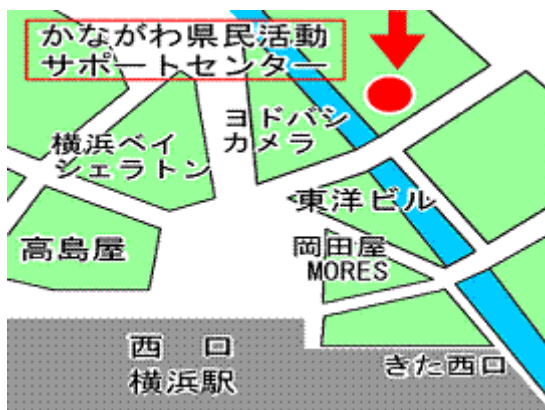 かながわ県民活動
サポートセンター
ヨドバシ
カメラ
横浜ベイ
シェラトン
東洋ビル
高島屋
岡田屋
MORES
西口
横浜駅
きた西口